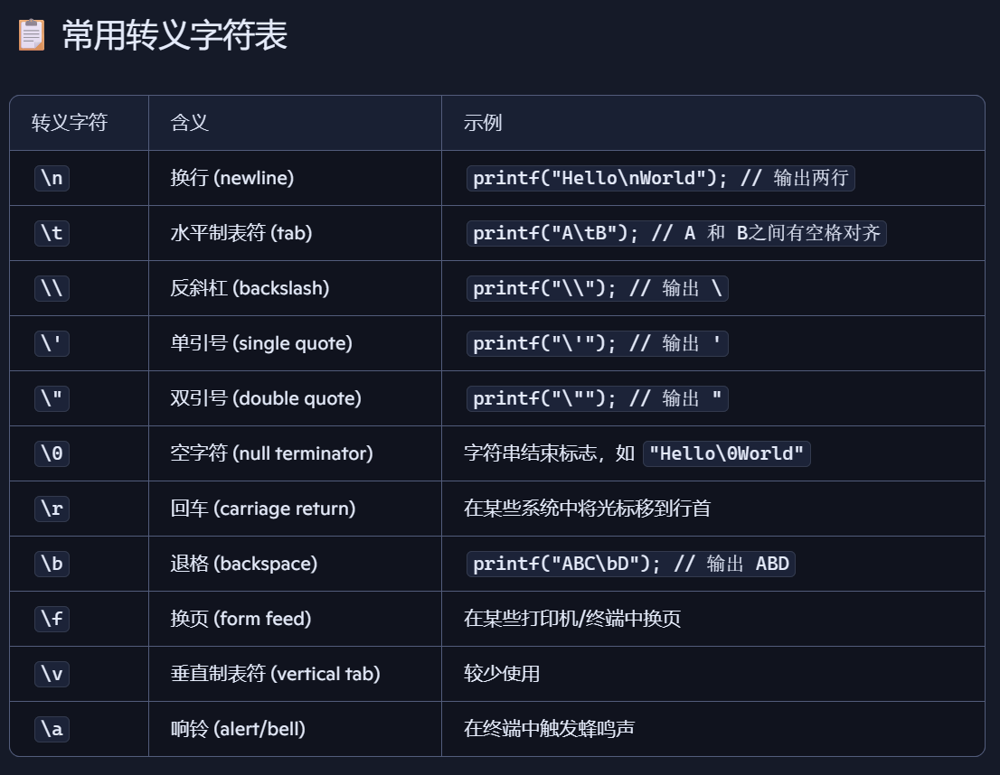 常用转义字符表
转义字符 含义 示例
\n 换行 (newline) printf("Hello\nWorld"); // 输出两行
\t 水平制表符 (tab) printf("A\tB"); // A 和 B之间有空格对齐
\\ 反斜杠 (backslash) printf("\\"); // 输出 \
\' 单引号 (single quote) printf("\'"); // 输出 '
\" 双引号 (double quote) printf("\""); // 输出 "
\0 空字符 (null terminator) 字符串结束标志，如 "Hello\0World"
\r 回车 (carriage return) 在某些系统中将光标移到行首
\b 退格 (backspace) printf("ABC\bD"); // 输出 ABD
\f 换页 (form feed) 在某些打印机/终端中换页
\v 垂直制表符 (vertical tab) 较少使用
\a 响铃 (alert/bell) 在终端中触发蜂鸣声